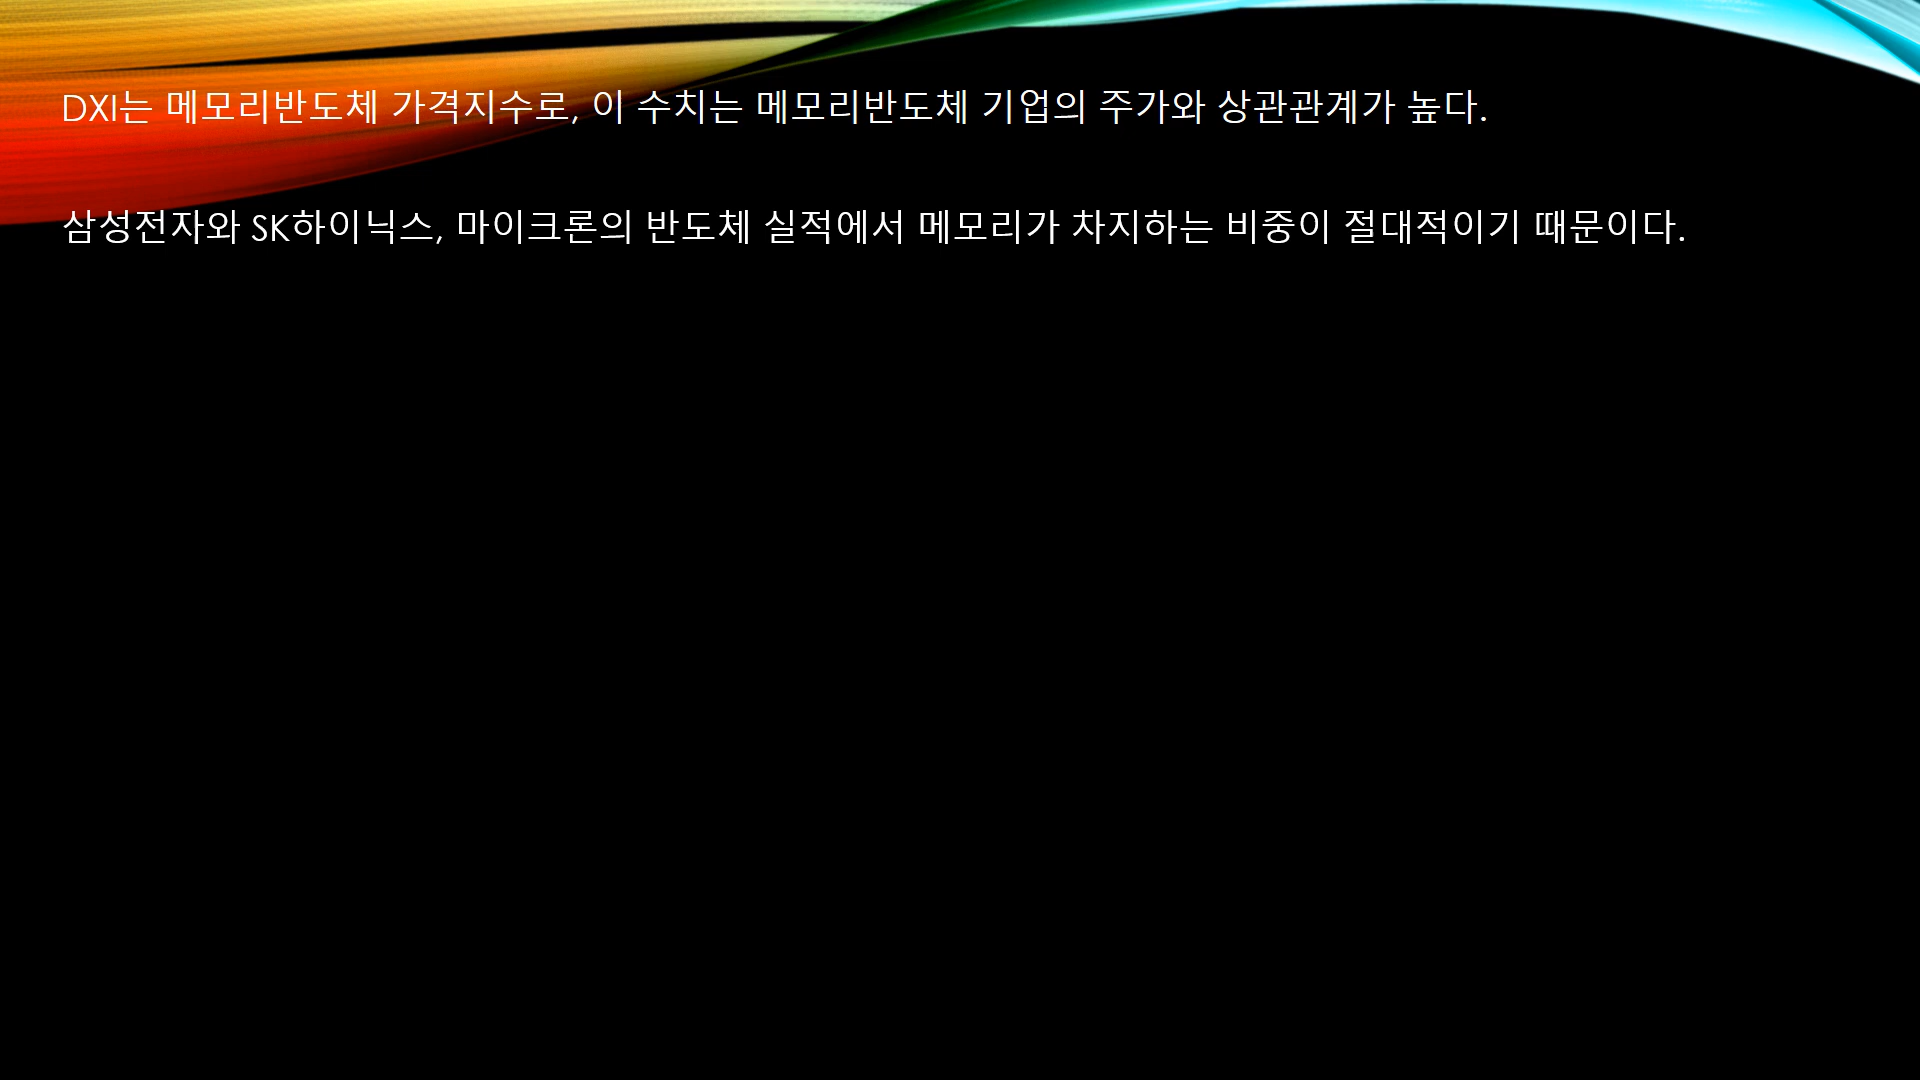 DXI는 메모리반도체 가격지수로, 이 수치는 메모리반도체 기업의 주가와 상관관계가 높다.
삼성전자와 SK하이닉스, 마이크론의 반도체 실적에서 메모리가 차지하는 비중이 절대적이기 때문이다.